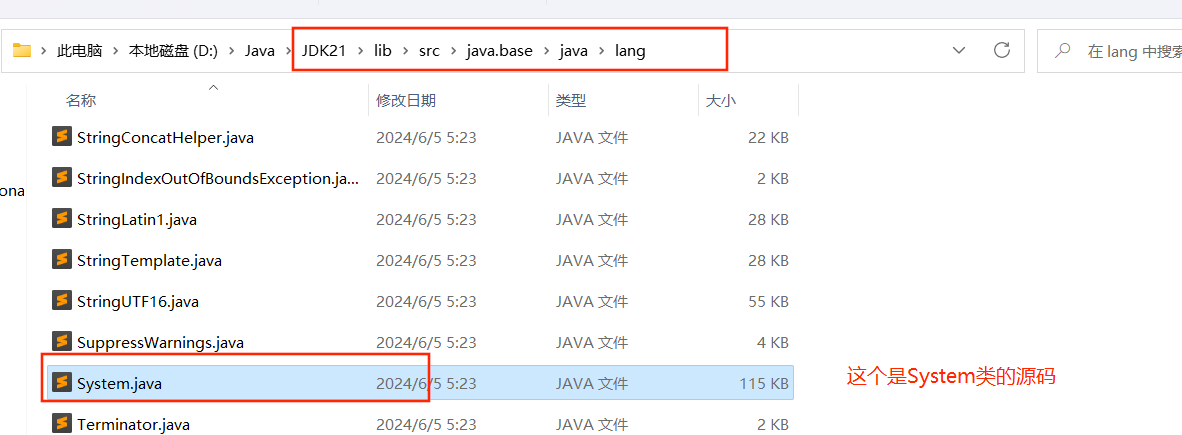 此电脑 > 本地磁盘 (D:) > Java > JDK21 > lib > src > java.base > java > lang
在 lang 中搜索
名称 修改日期 类型 大小
StringConcatHelper.java 2024/6/5 5:23 JAVA 文件 22 KB
StringIndexOutOfBoundsException.ja... 2024/6/5 5:23 JAVA 文件 2 KB
ona
StringLatin1.java 2024/6/5 5:23 JAVA 文件 28 KB
StringTemplate.java 2024/6/5 5:23 JAVA 文件 28 KB
StringUTF16.java 2024/6/5 5:23 JAVA 文件 55 KB
SuppressWarnings.java 2024/6/5 5:23 JAVA 文件 4 KB
System.java 2024/6/5 5:23 JAVA 文件 115 KB
这个是System类的源码
Terminator.java 2024/6/5 5:23 JAVA 文件 2 KB